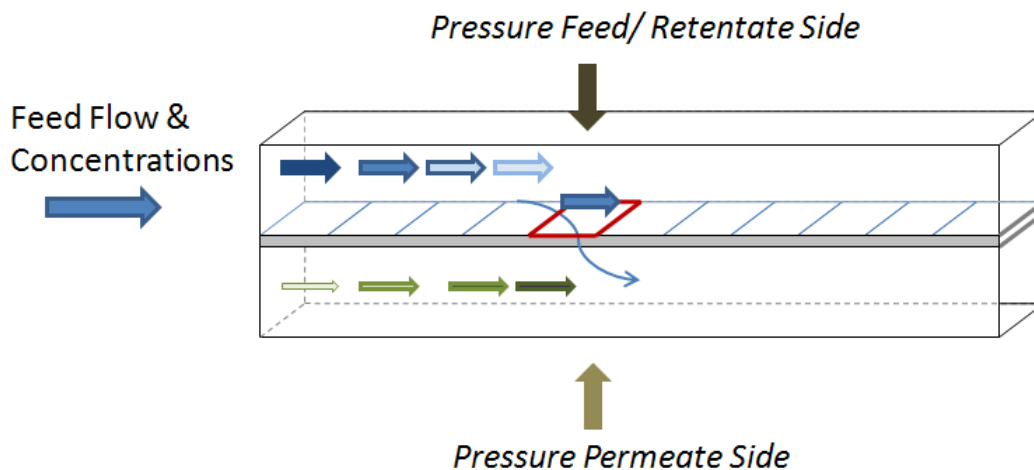 Pressure Feed/ Retentate Side
Feed Flow &
Concentrations
Pressure Permeate Side